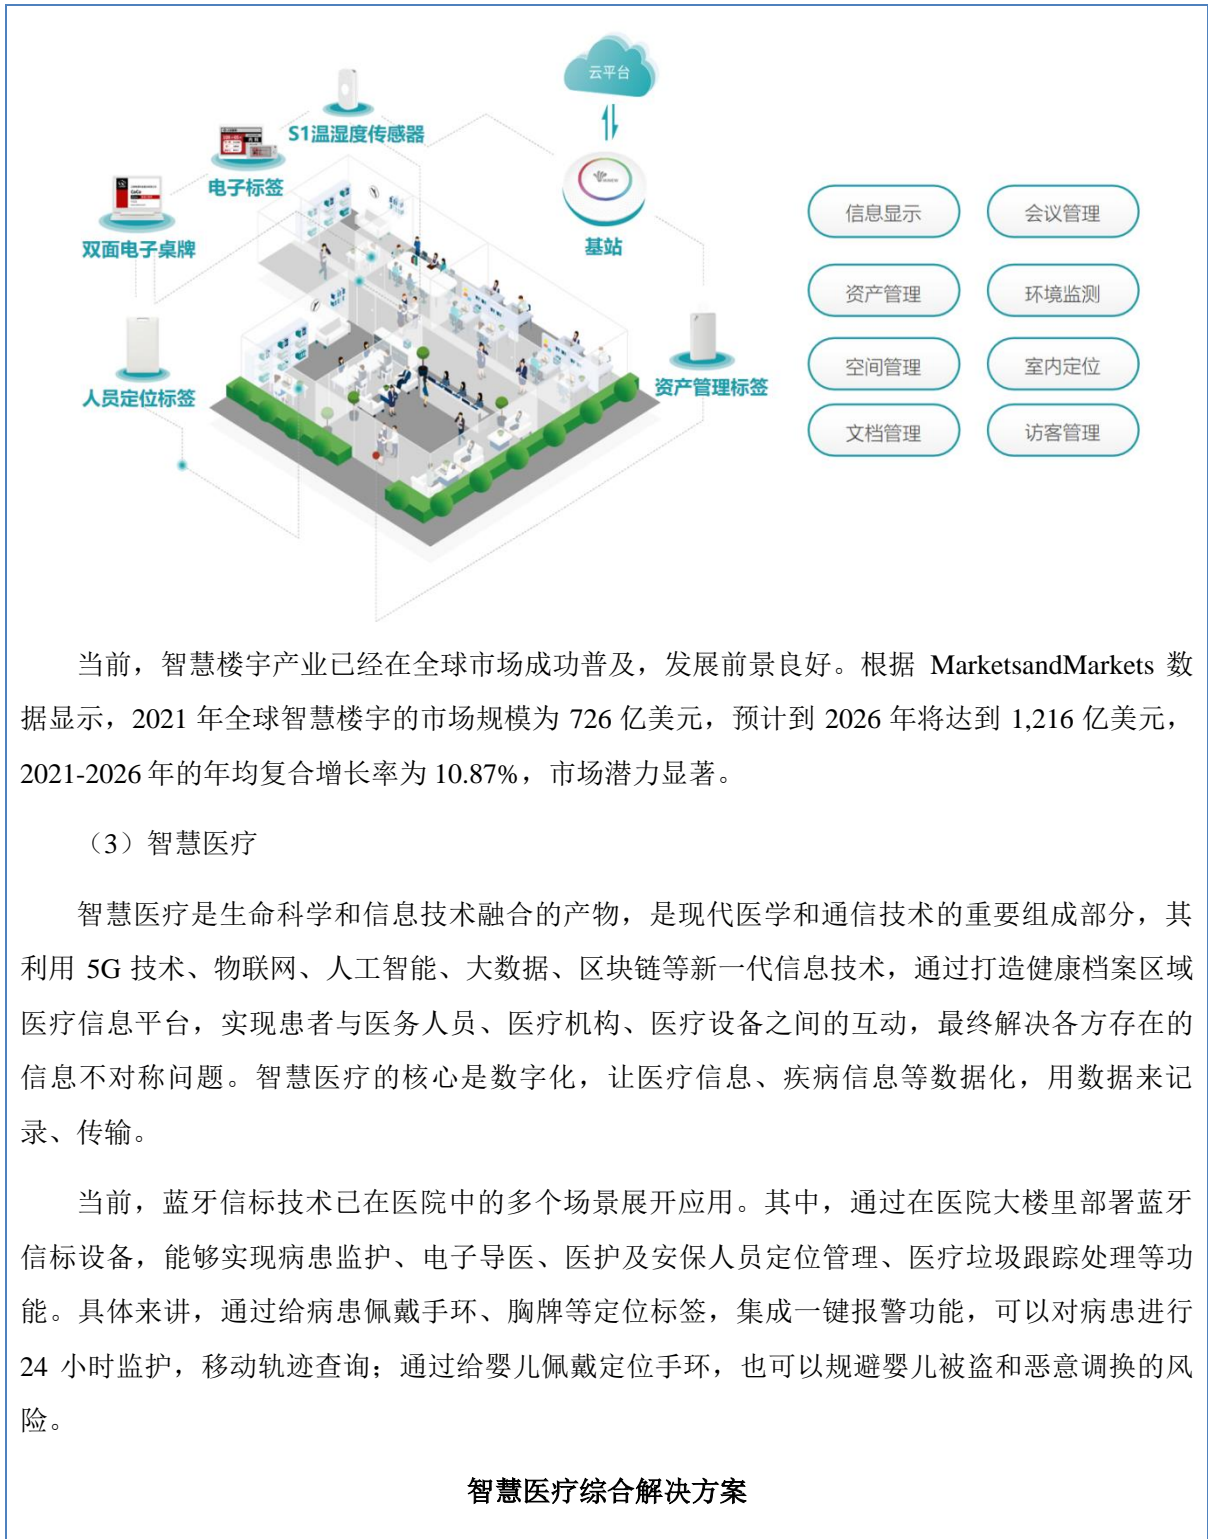 云平台
S1温湿度传感器
电子标签
双面电子桌牌
基站
人员定位标签
资产管理标签
信息显示
会议管理
资产管理
环境监测
空间管理
室内定位
文档管理
访客管理
当前，智慧楼宇产业已经在全球市场成功普及，发展前景良好。根据 MarketsandMarkets 数
据显示，2021 年全球智慧楼宇的市场规模为 726 亿美元，预计到 2026 年将达到 1,216 亿美元，
2021-2026 年的年均复合增长率为 10.87%，市场潜力显著。
（3）智慧医疗
智慧医疗是生命科学和信息技术融合的产物，是现代医学和通信技术的重要组成部分，其
利用 5G 技术、物联网、人工智能、大数据、区块链等新一代信息技术，通过打造健康档案区域
医疗信息平台，实现患者与医务人员、医疗机构、医疗设备之间的互动，最终解决各方存在的
信息不对称问题。智慧医疗的核心是数字化，让医疗信息、疾病信息等数据化，用数据来记
录、传输。
当前，蓝牙信标技术已在医院中的多个场景展开应用。其中，通过在医院大楼里部署蓝牙
信标设备，能够实现病患监护、电子导医、医护及安保人员定位管理、医疗垃圾跟踪处理等功
能。具体来讲，通过给病患佩戴手环、胸牌等定位标签，集成一键报警功能，可以对病患进行
24 小时监护，移动轨迹查询；通过给婴儿佩戴定位手环，也可以规避婴儿被盗和恶意调换的风
险。
智慧医疗综合解决方案